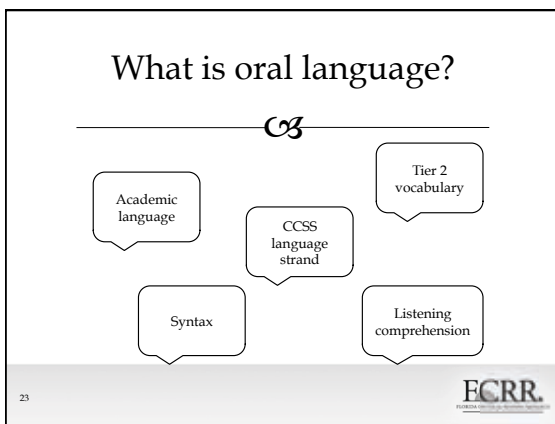 What is oral language?
Academic
language
Tier 2
vocabulary
CCSS
language
strand
Syntax
Listening
comprehension
23
FCRR.